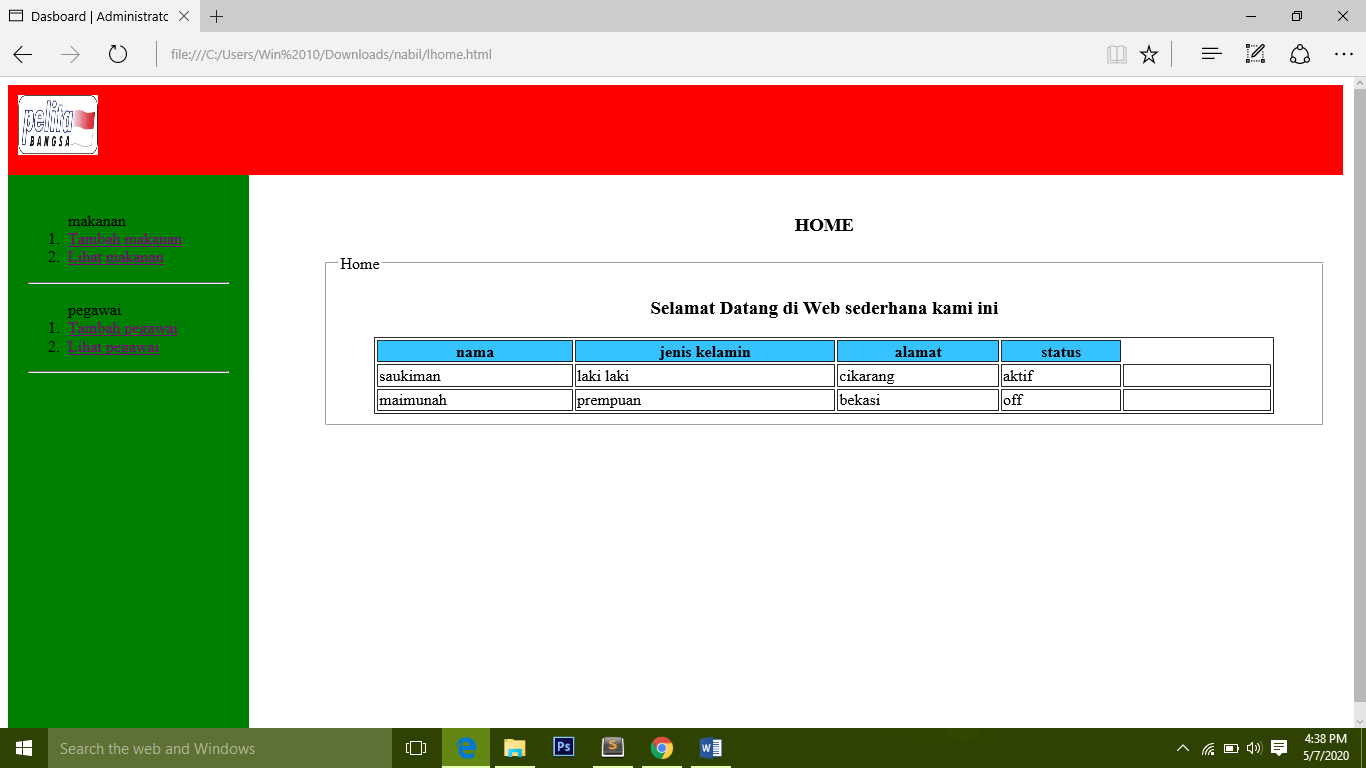 Dasboard | Administratc
file:///C:/Users/Win%2010/Downloads/nabil/lhome.html
pelita
BANGSA
makanan
1. Tambah makanan
2. Lihat makanan
pegawai
1. Tambah pegawai
2. Lihat pegawai
HOME
Home
Selamat Datang di Web sederhana kami ini
nama jenis kelamin alamat status
saukiman laki laki cikarang aktif
maimunah prempuan bekasi off
Search the web and Windows
Ps
S
W
4:38 PM
5/7/2020